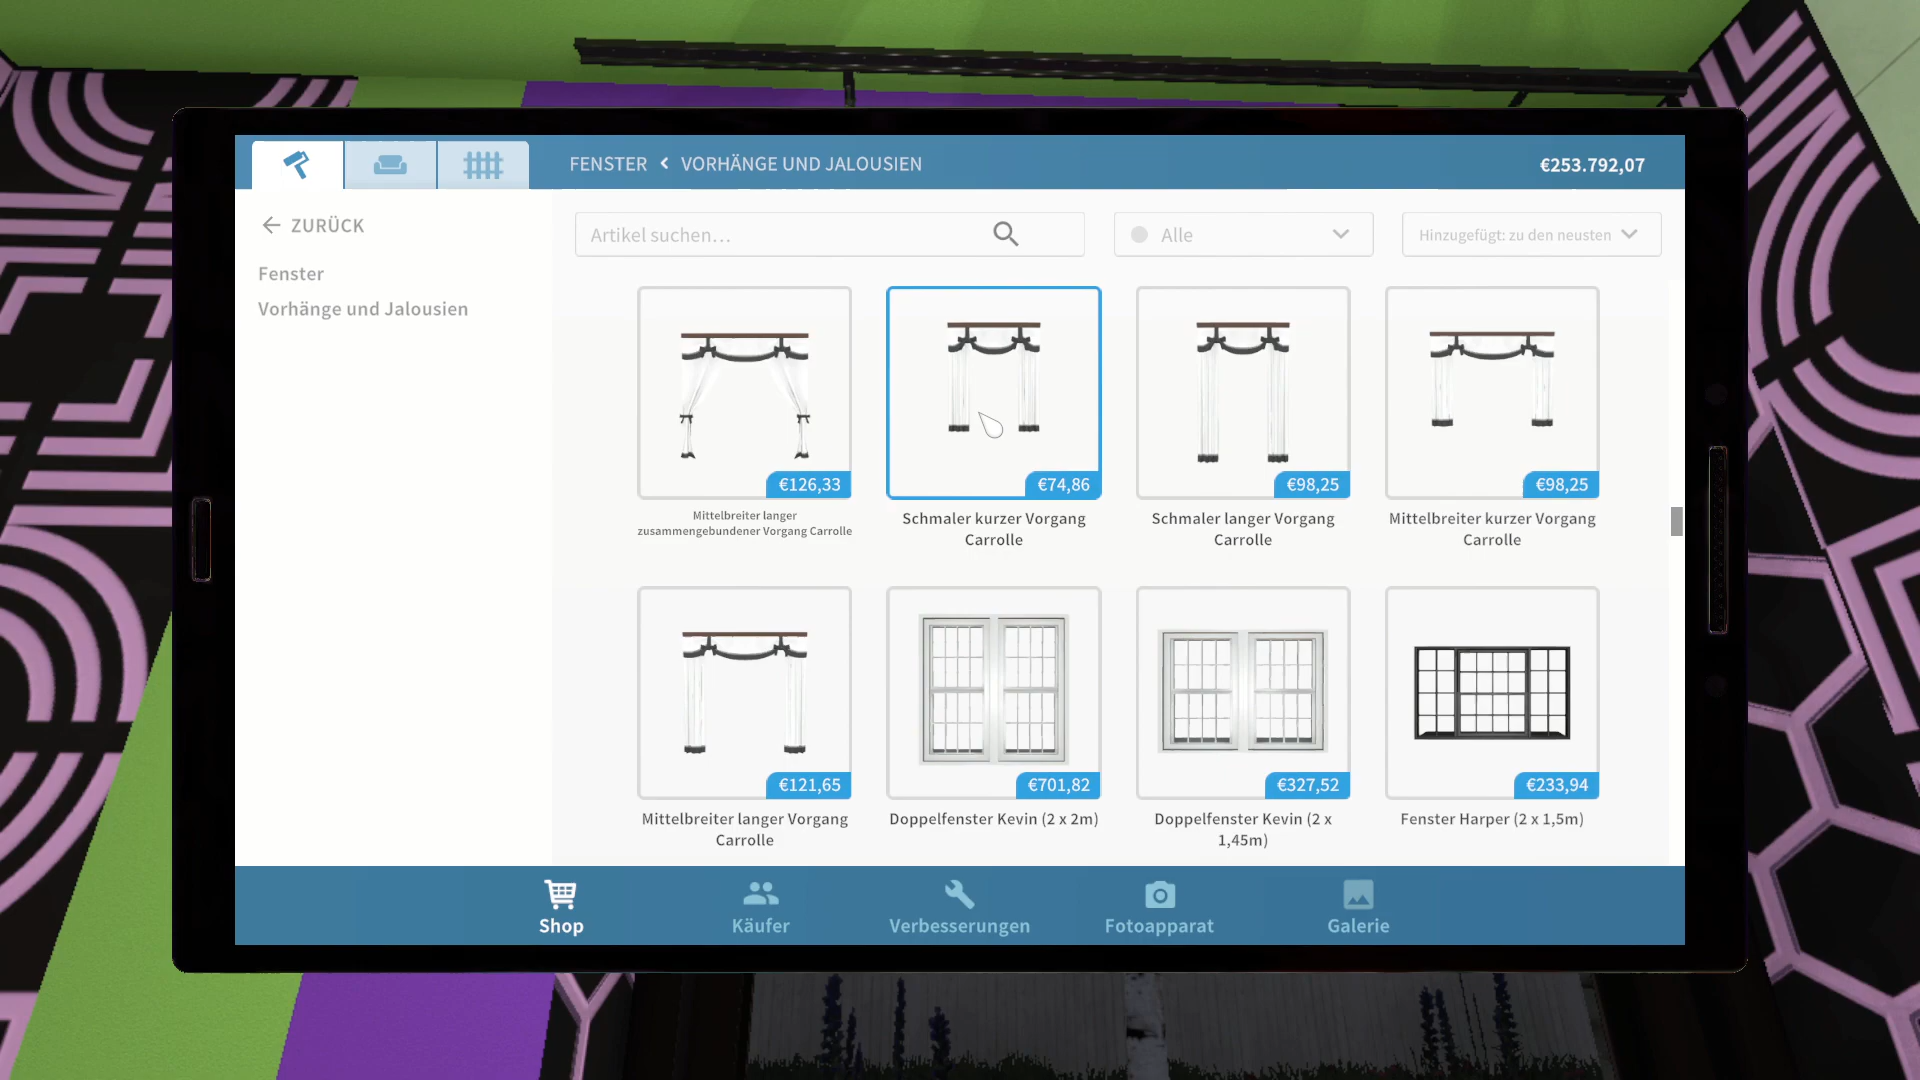 FENSTER < VORHÄNGE UND JALOUSIEN
€253.792,07
ZURÜCK
Fenster
Vorhänge und Jalousien
Artikel suchen...
Alle
Hinzugefügt: zu den neusten
€126,33
€74,86
€98,25
€98,25
Mittelbreiter langer
zusammengebundener Vorgang Carrolle
Schmaler kurzer Vorgang
Carrolle
Schmaler langer Vorgang
Carrolle
Mittelbreiter kurzer Vorgang
Carrolle
€121,65
€701,82
€327,52
€233,94
Mittelbreiter langer Vorgang
Carrolle
Doppelfenster Kevin (2 x 2m)
Doppelfenster Kevin (2 x
1,45m)
Fenster Harper (2 x 1,5m)
Shop
Käufer
Verbesserungen
Fotoapparat
Galerie